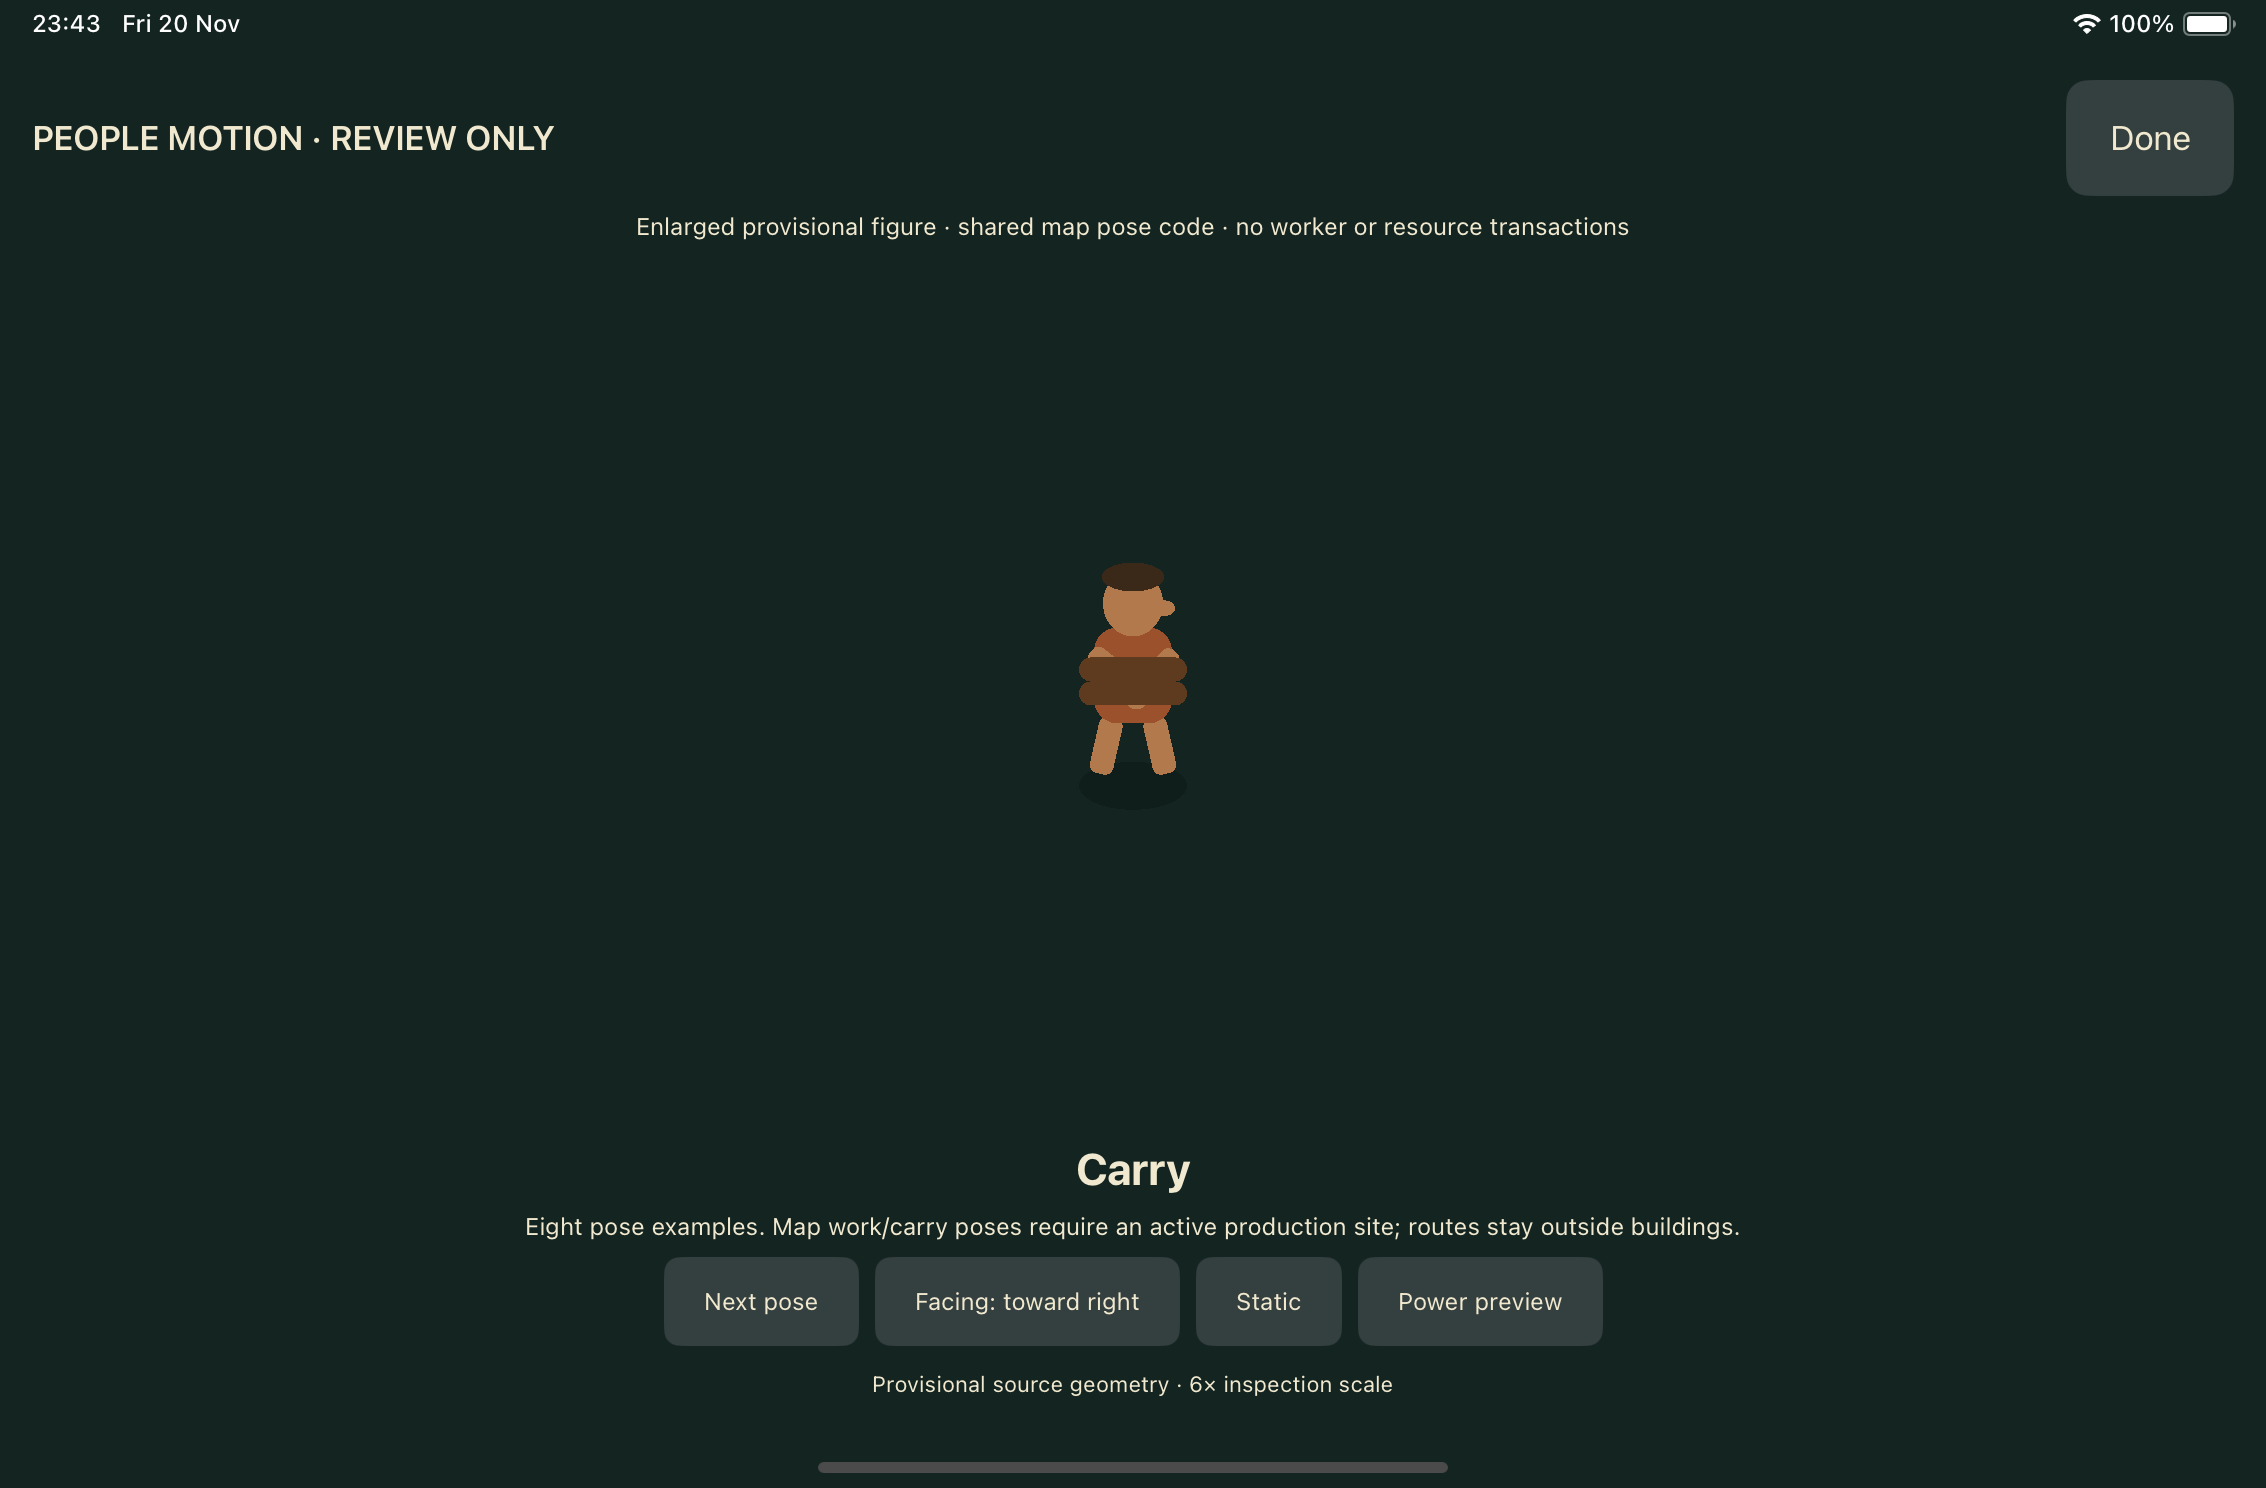 23:43 Fri 20 Nov
100%
PEOPLE MOTION · REVIEW ONLY
Done
Enlarged provisional figure · shared map pose code · no worker or resource transactions
Carry
Eight pose examples. Map work/carry poses require an active production site; routes stay outside buildings.
Next pose
Facing: toward right
Static
Power preview
Provisional source geometry · 6× inspection scale